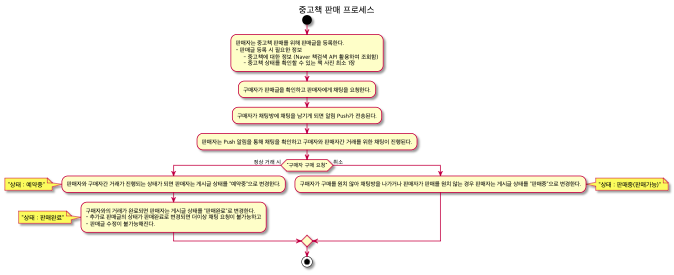 중고책 판매 프로세스
판매자는 중고책 판매를 위해 판매글을 등록한다.
- 판매글 등록 시 필요한 정보
- 중고책에 대한 정보 (Naver 책검색 API 활용하여 조회함)
- 중고책 상태를 확인할 수 있는 책 사진 최소 1장
구매자가 판매글을 확인하고 판매자에게 채팅을 요청한다.
구매자가 채팅방에 채팅을 남기게 되면 알림 Push가 전송된다.
판매자는 Push 알림을 통해 채팅을 확인하고 구매자와 판매자간 거래를 위한 채팅이 진행된다.
정상 거래 시
"구매자 구매 요청"
취소
"상태 : 예약중"
판매자와 구매자간 거래가 진행되는 상태가 되면 판매자는 게시글 상태를 "예약중"으로 변경한다.
구매자가 구매를 원치 않아 채팅방을 나가거나 판매자가 판매를 원치 않는 경우 판매자는 게시글 상태를 "판매중"으로 변경한다.
"상태 : 판매중(판매가능)"
"상태 : 판매완료"
구매자와의 거래가 완료되면 판매자는 게시글 상태를 "판매완료"로 변경한다.
- 추가로 판매글의 상태가 판매완료로 변경되면 더이상 채팅 요청이 불가능하고
- 판매글 수정이 불가능해진다.